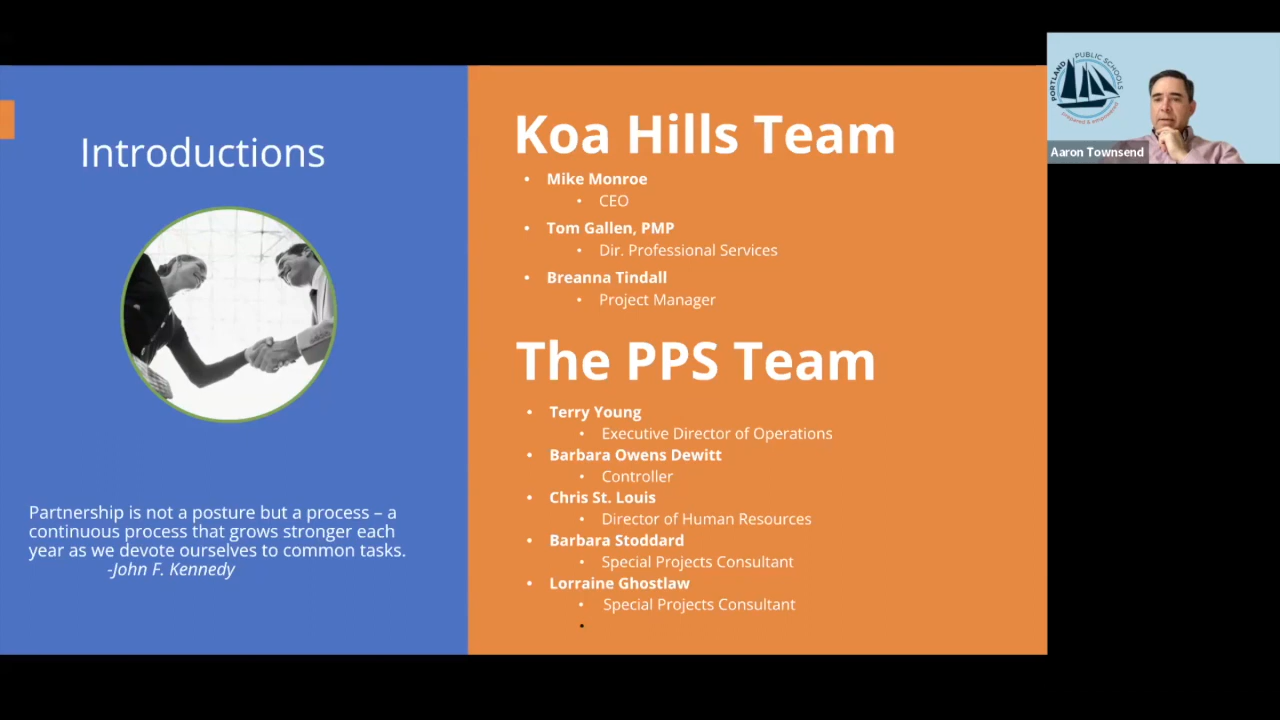 Introductions
Partnership is not a posture but a process – a
continuous process that grows stronger each
year as we devote ourselves to common tasks.
-John F. Kennedy
Koa Hills Team
• Mike Monroe
• CEO
• Tom Gallen, PMP
• Dir. Professional Services
• Breanna Tindall
• Project Manager
The PPS Team
• Terry Young
• Executive Director of Operations
• Barbara Owens Dewitt
• Controller
• Chris St. Louis
• Director of Human Resources
• Barbara Stoddard
• Special Projects Consultant
• Lorraine Ghostlaw
• Special Projects Consultant
•
PORTLAND PUBLIC SCHOOLS
prepared & empowered
Aaron Townsend